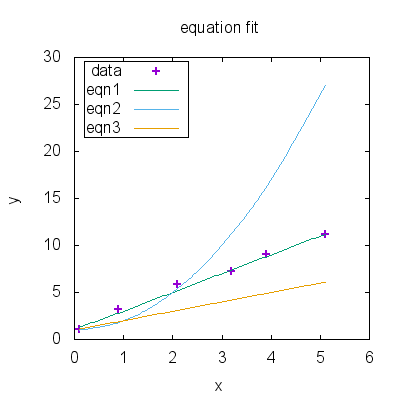 equation fit
30
25
20
15
10
5
0
data
eqn1
eqn2
eqn3
y
0 1 2 3 4 5 6
x